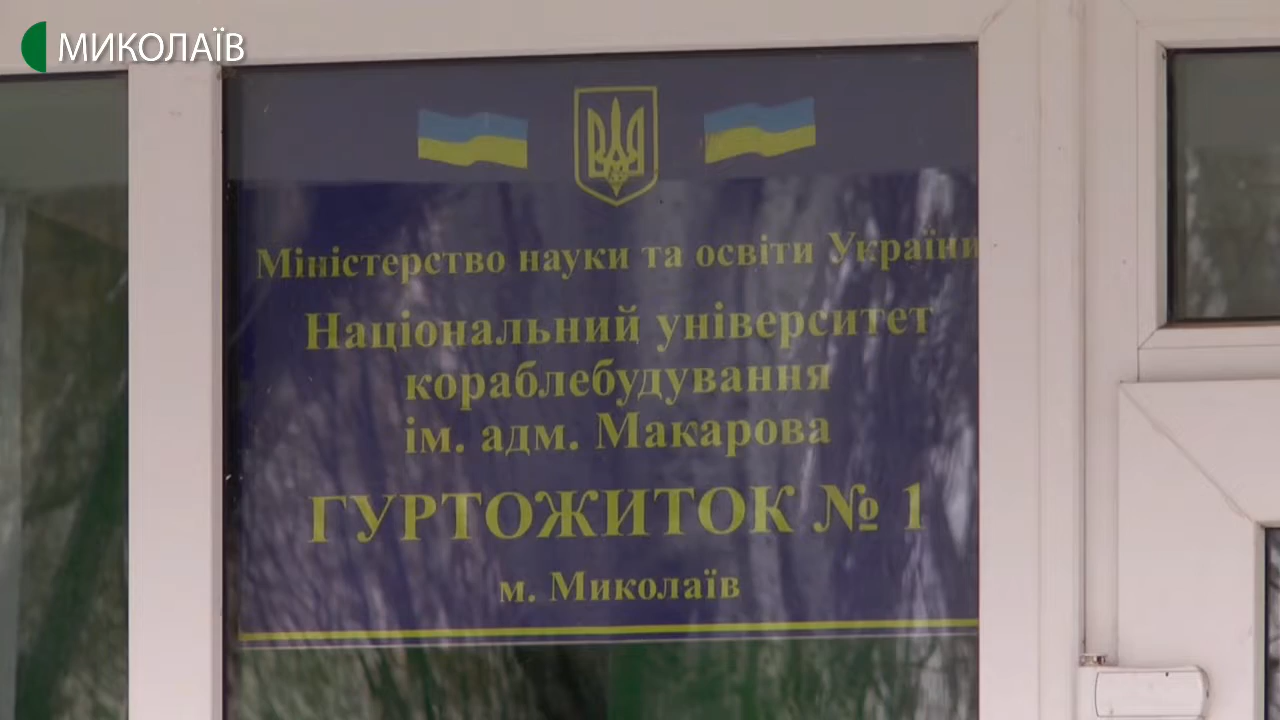 МИКОЛАЇВ
Міністерство науки та освіти України
Національний університет
кораблебудування
ім. адм. Макарова
ГУРТОЖИТОК № 1
м. Миколаїв